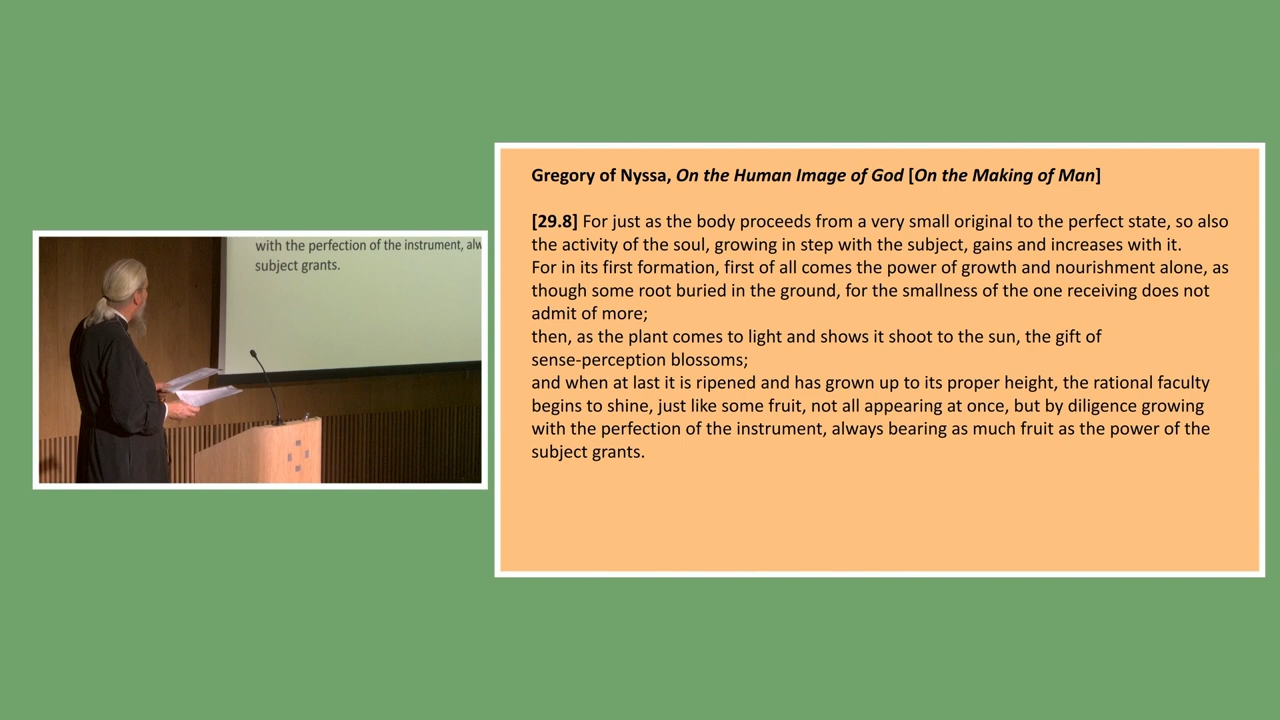 with the perfection of the instrument,
subject grants.
Gregory of Nyssa, On the Human Image of God [On the Making of Man]
[29.8] For just as the body proceeds from a very small original to the perfect state, so also
the activity of the soul, growing in step with the subject, gains and increases with it.
For in its first formation, first of all comes the power of growth and nourishment alone, as
though some root buried in the ground, for the smallness of the one receiving does not
admit of more;
then, as the plant comes to light and shows it shoot to the sun, the gift of
sense-perception blossoms;
and when at last it is ripened and has grown up to its proper height, the rational faculty
begins to shine, just like some fruit, not all appearing at once, but by diligence growing
with the perfection of the instrument, always bearing as much fruit as the power of the
subject grants.